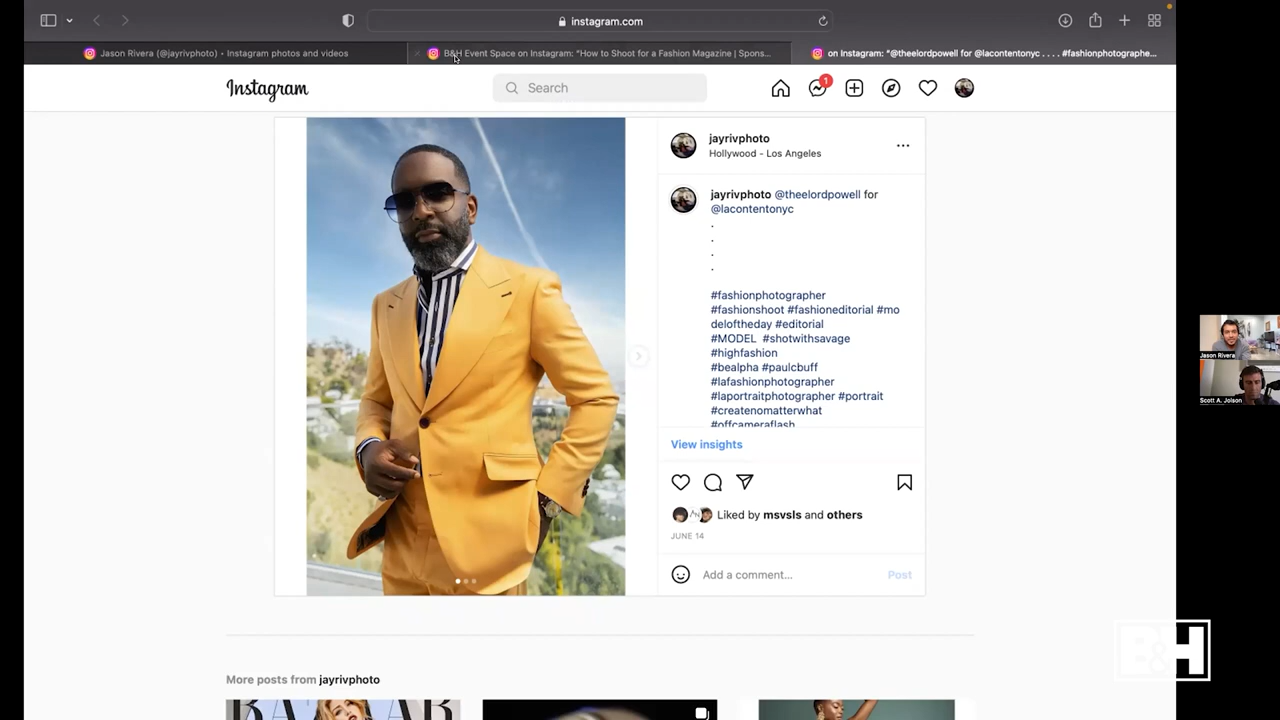 instagram.com
Jason Rivera (@jayrivphoto) • Instagram photos and videos
B&H Event Space on Instagram: "How to Shoot for a Fashion Magazine | Spons...
on Instagram: "@theelordpowell for @lacontentonyc . . . . #fashionphotographe...
Instagram
Search
1
jayrivphoto
Hollywood - Los Angeles
jayrivphoto @theelordpowell for
@lacontentonyc
.
.
.
.
#fashionphotographer
#fashionshoot #fashioneditorial #mo
deloftheday #editorial
#MODEL #shotwithsavage
#highfashion
#bealpha #paulcbuff
#lafashionphotographer
#laportraitphotographer #portrait
#createnomatterwhat
#offcameraflash
View insights
Liked by msvsls and others
JUNE 14
Add a comment...
Post
Jason Rivera
Scott A. Jolson
B&H
More posts from jayrivphoto
BAZAAR